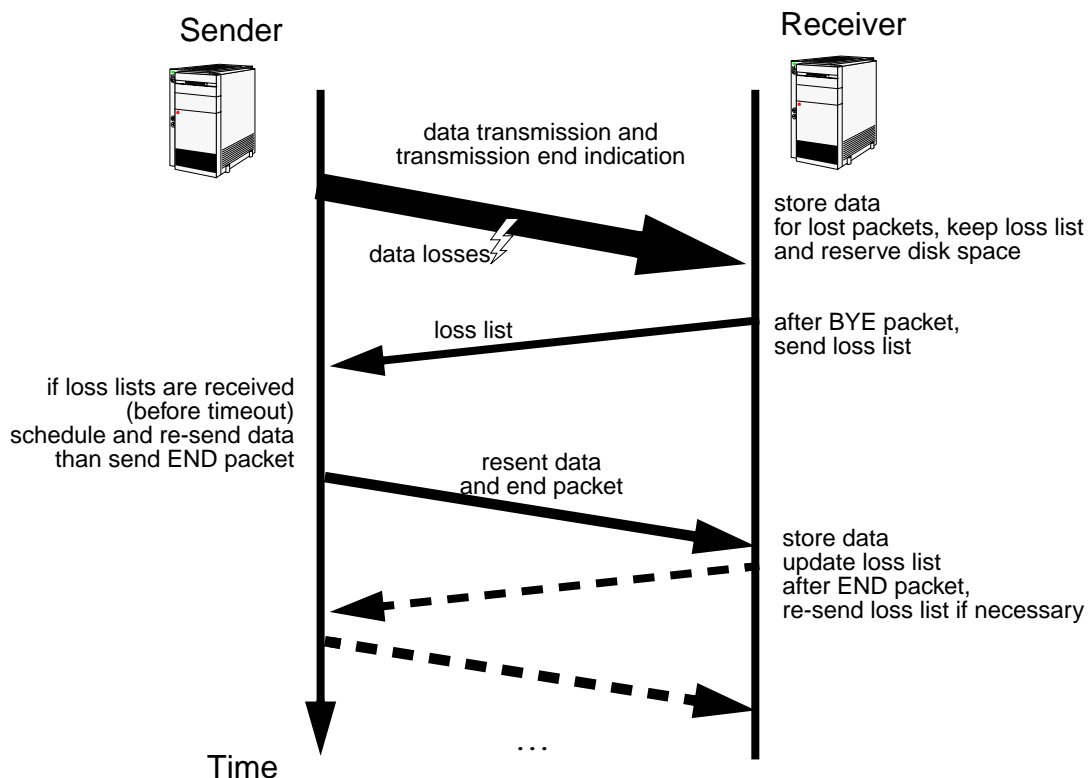 Sender
Receiver
data transmission and
transmission end indication
store data
for lost packets, keep loss list
and reserve disk space
data losses
after BYE packet,
send loss list
loss list
if loss lists are received
(before timeout)
schedule and re-send data
than send END packet
resent data
and end packet
store data
update loss list
after END packet,
re-send loss list if necessary
...
Time